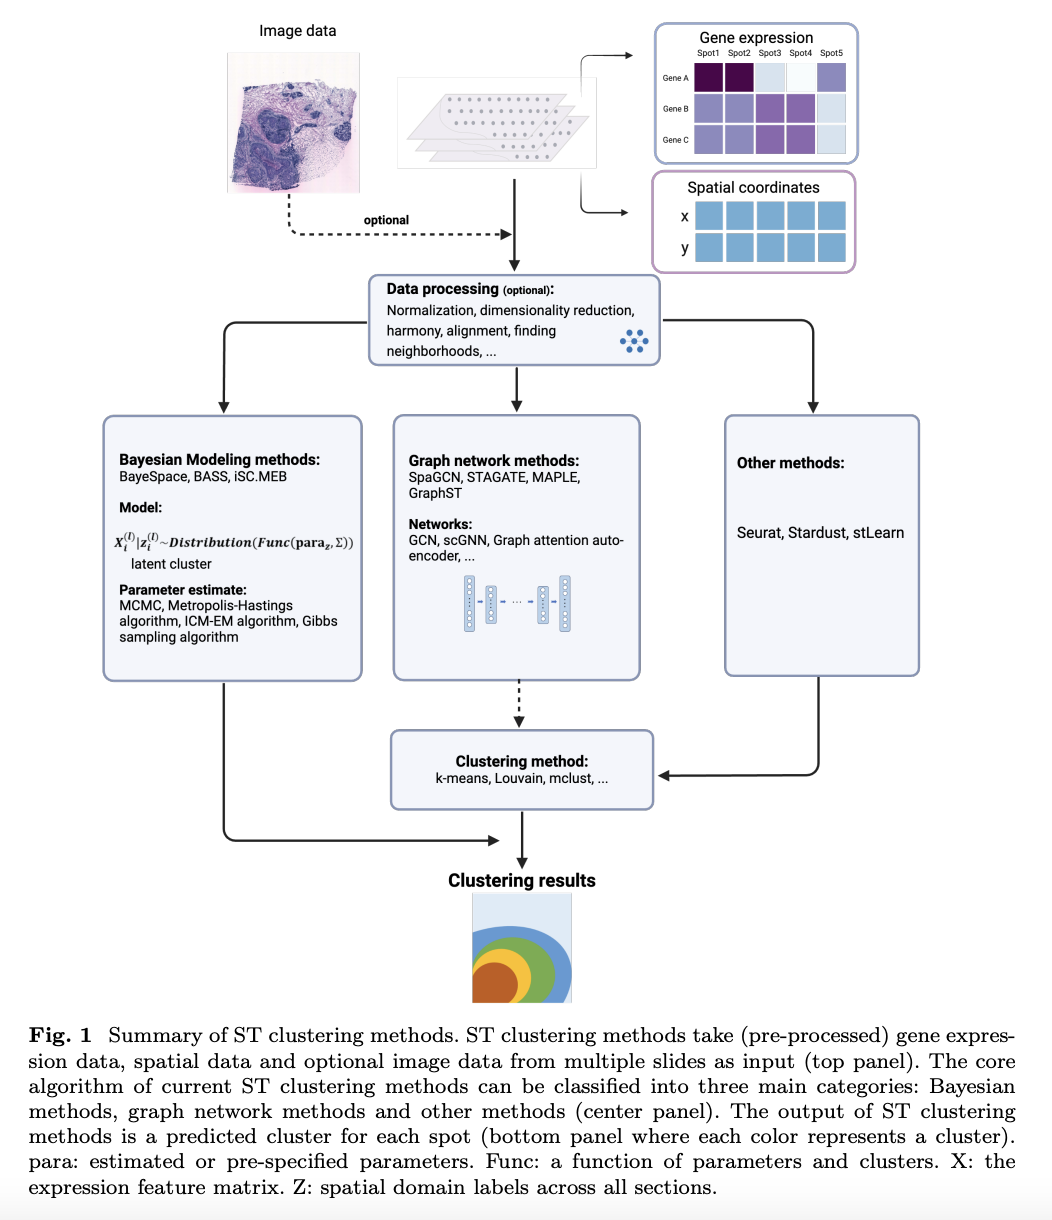 Image data
Gene expression
Spot1 Spot2 Spot3 Spot4 Spot5
Gene A
Gene B
Gene C
Spatial coordinates
x
y
optional
Data processing (optional):
Normalization, dimensionality reduction,
harmony, alignment, finding
neighborhoods, ...
Bayesian Modeling methods:
BayeSpace, BASS, iSC.MEB
Model:
X_i^{(l)}|z_i^{(l)}~Distribution(Func(para_z, Σ))
latent cluster
Parameter estimate:
MCMC, Metropolis-Hastings
algorithm, ICM-EM algorithm, Gibbs
sampling algorithm
Graph network methods:
SpaGCN, STAGATE, MAPLE,
GraphST
Networks:
GCN, scGNN, Graph attention auto-
encoder, ...
Other methods:
Seurat, Stardust, stLearn
Clustering method:
k-means, Louvain, mclust, ...
Clustering results
Fig. 1 Summary of ST clustering methods. ST clustering methods take (pre-processed) gene expres-
sion data, spatial data and optional image data from multiple slides as input (top panel). The core
algorithm of current ST clustering methods can be classified into three main categories: Bayesian
methods, graph network methods and other methods (center panel). The output of ST clustering
methods is a predicted cluster for each spot (bottom panel where each color represents a cluster).
para: estimated or pre-specified parameters. Func: a function of parameters and clusters. X: the
expression feature matrix. Z: spatial domain labels across all sections.